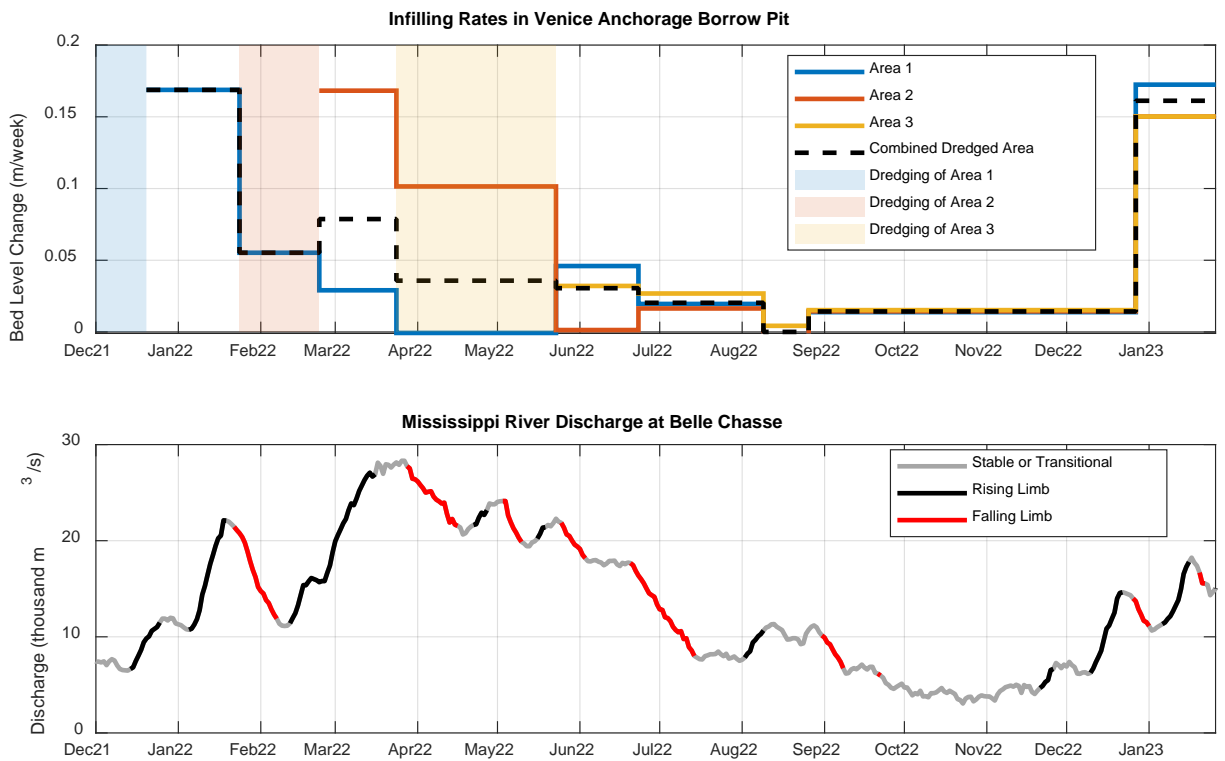 Infilling Rates in Venice Anchorage Borrow Pit
Bed Level Change (m/week)
0.2
0.15
0.1
0.05
0
Area 1
Area 2
Area 3
Combined Dredged Area
Dredging of Area 1
Dredging of Area 2
Dredging of Area 3
Dec21 Jan22 Feb22 Mar22 Apr22 May22 Jun22 Jul22 Aug22 Sep22 Oct22 Nov22 Dec22 Jan23
Mississippi River Discharge at Belle Chasse
Discharge (thousand m 3 /s)
30
20
10
0
Stable or Transitional
Rising Limb
Falling Limb
Dec21 Jan22 Feb22 Mar22 Apr22 May22 Jun22 Jul22 Aug22 Sep22 Oct22 Nov22 Dec22 Jan23